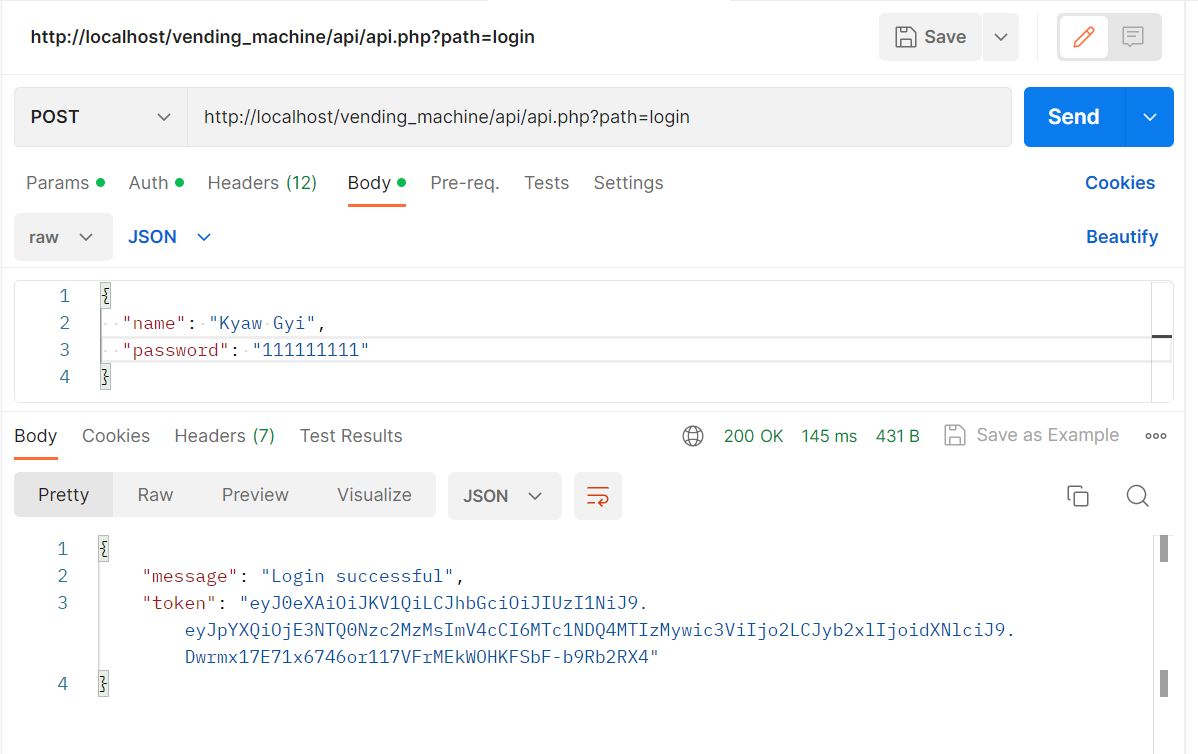 http://localhost/vending_machine/api/api.php?path=login
Save
POST
http://localhost/vending_machine/api/api.php?path=login
Send
Params Auth Headers (12) Body Pre-req. Tests Settings Cookies
raw JSON Beautify
1 {
2 "name": "Kyaw Gyi",
3 "password": "111111111"
4 }
Body Cookies Headers (7) Test Results 200 OK 145 ms 431 B Save as Example
Pretty Raw Preview Visualize JSON
1 {
2 "message": "Login successful",
3 "token": "eyJ0eXAiOiJKV1QiLCJhbGciOiJIUzI1NiJ9.
eyJpYXQiOjE3NTQ0Nzc2MzMsImV4cCI6MTc1NDQ4MTIzMywic3ViIjo2LCJyb2xlIjoidXNlciJ9.
Dwrmx17E71x6746or117VFrMEkWOHKFSbF-b9Rb2RX4"
4 }